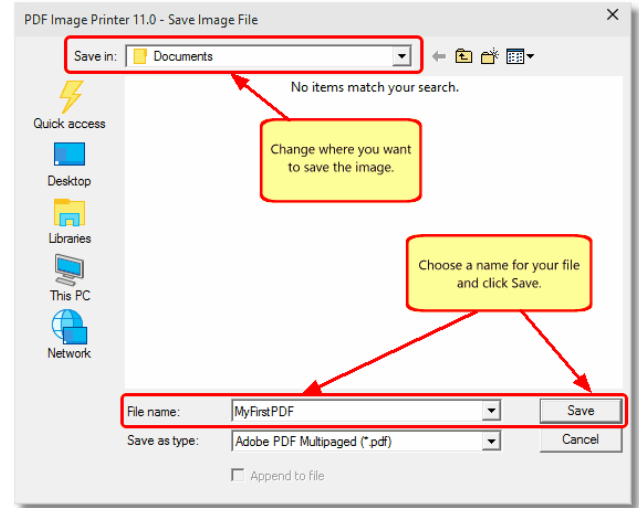 PDF Image Printer 11.0 - Save Image File
Save in: Documents
No items match your search.
Quick access
Change where you want
to save the image.
Desktop
Libraries
Choose a name for your file
and click Save.
This PC
Network
File name: MyFirstPDF Save
Save as type: Adobe PDF Multipaged (*.pdf) Cancel
Append to file